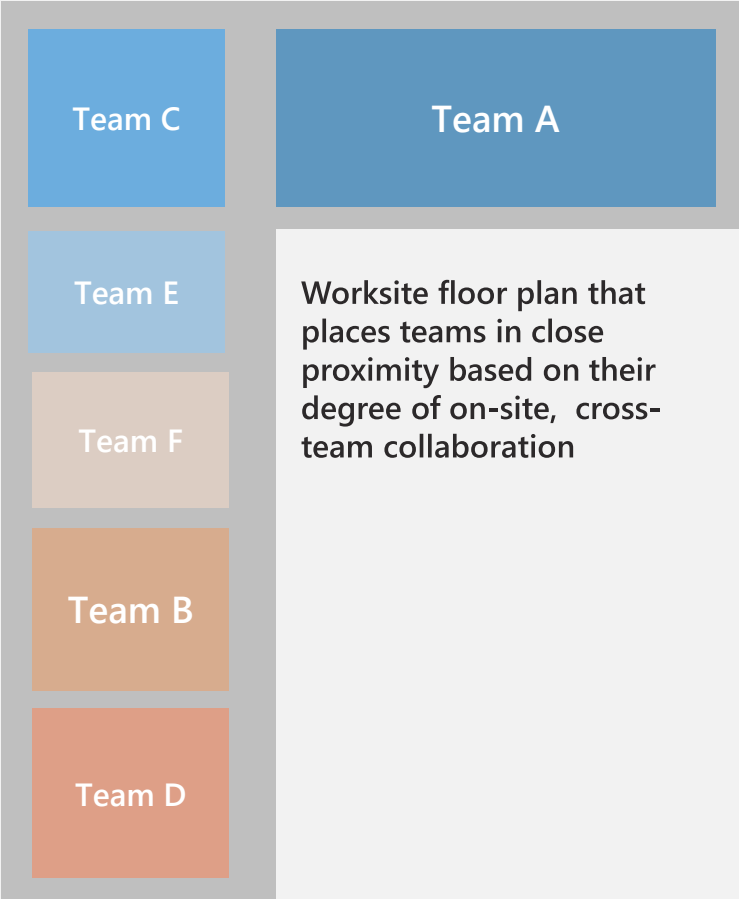 Team C
Team A
Team E
Worksite floor plan that
places teams in close
proximity based on their
degree of on-site,  cross-
team collaboration
Team F
Team B
Team D